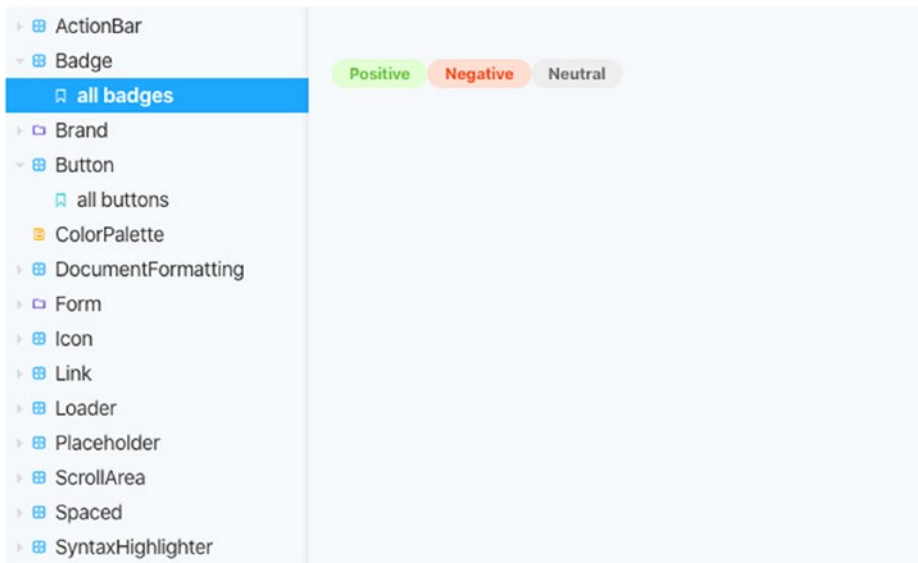 ActionBar
Badge
all badges
Brand
Button
all buttons
ColorPalette
DocumentFormatting
Form
Icon
Link
Loader
Placeholder
ScrollArea
Spaced
SyntaxHighlighter
Positive Negative Neutral